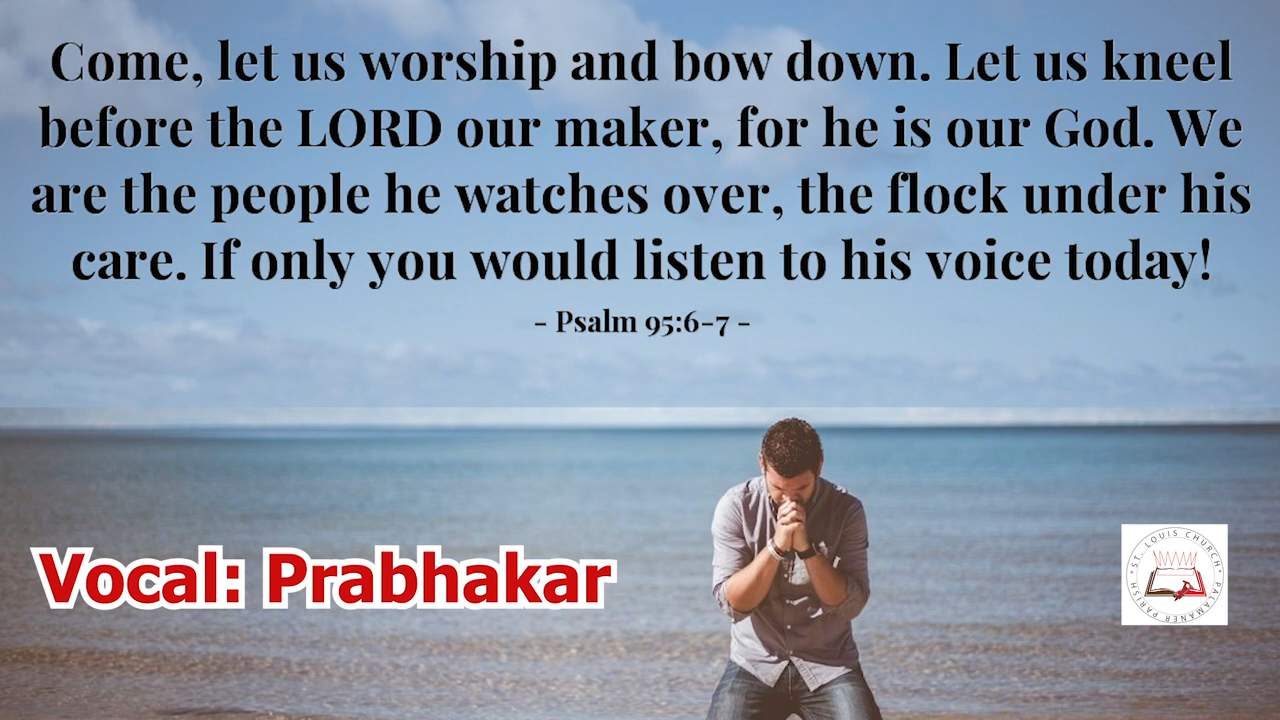 Come, let us worship and bow down. Let us kneel
before the LORD our maker, for he is our God. We
are the people he watches over, the flock under his
care. If only you would listen to his voice today!
- Psalm 95:6-7 -
Vocal: Prabhakar
* ST. LOUIS CHURCH * PALAMANER PARISH